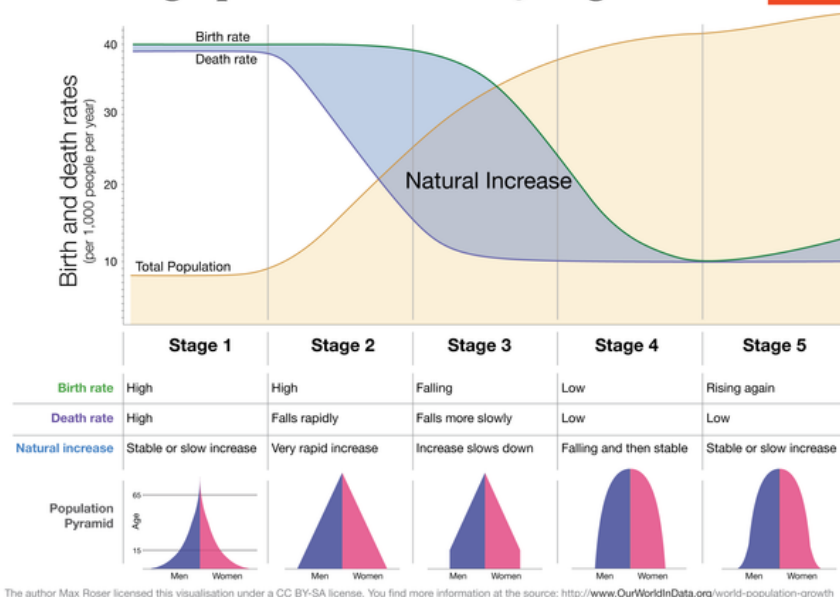 Birth rate
Death rate
40
30
20
10
Birth and death rates
(per 1,000 people per year)
Natural Increase
Total Population
Stage 1 Stage 2 Stage 3 Stage 4 Stage 5
Birth rate High High Falling Low Rising again
Death rate High Falls rapidly Falls more slowly Low Low
Natural increase Stable or slow increase Very rapid increase Increase slows down Falling and then stable Stable or slow increase
Population
Pyramid
65
Age
15
Men Women Men Women Men Women Men Women Men Women
The author Max Roser licensed this visualisation under a CC BY-SA license. You find more information at the source: http://www.OurWorldInData.org/world-population-growth